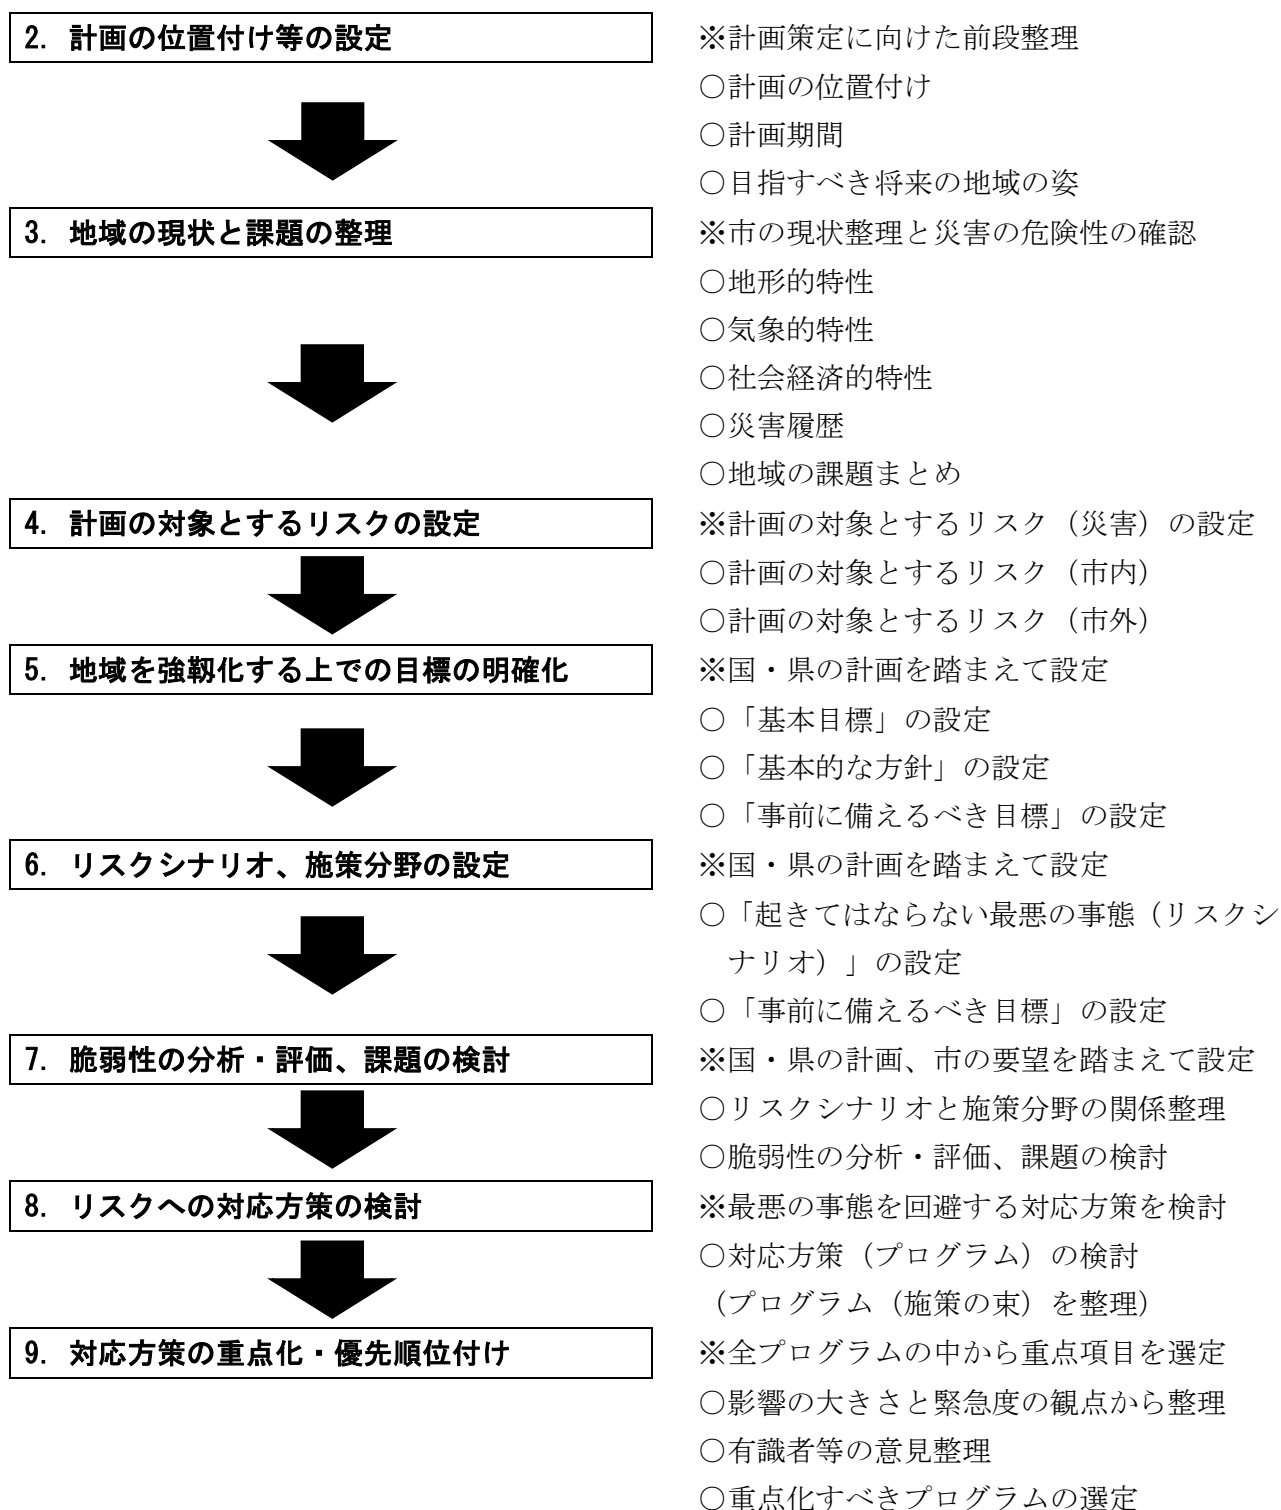 2. 計画の位置付け等の設定
※計画策定に向けた前段整理
○計画の位置付け
○計画期間
○目指すべき将来の地域の姿
3. 地域の現状と課題の整理
※市の現状整理と災害の危険性の確認
○地形的特性
○気象的特性
○社会経済的特性
○災害履歴
○地域の課題まとめ
4. 計画の対象とするリスクの設定
※計画の対象とするリスク（災害）の設定
○計画の対象とするリスク（市内）
○計画の対象とするリスク（市外）
5. 地域を強靱化する上での目標の明確化
※国・県の計画を踏まえて設定
○「基本目標」の設定
○「基本的な方針」の設定
○「事前に備えるべき目標」の設定
6. リスクシナリオ、施策分野の設定
※国・県の計画を踏まえて設定
○「起きてはならない最悪の事態（リスクシ
ナリオ）」の設定
○「事前に備えるべき目標」の設定
7. 脆弱性の分析・評価、課題の検討
※国・県の計画、市の要望を踏まえて設定
○リスクシナリオと施策分野の関係整理
○脆弱性の分析・評価、課題の検討
8. リスクへの対応方策の検討
※最悪の事態を回避する対応方策を検討
○対応方策（プログラム）の検討
（プログラム（施策の束）を整理）
9. 対応方策の重点化・優先順位付け
※全プログラムの中から重点項目を選定
○影響の大きさと緊急度の観点から整理
○有識者等の意見整理
○重点化すべきプログラムの選定